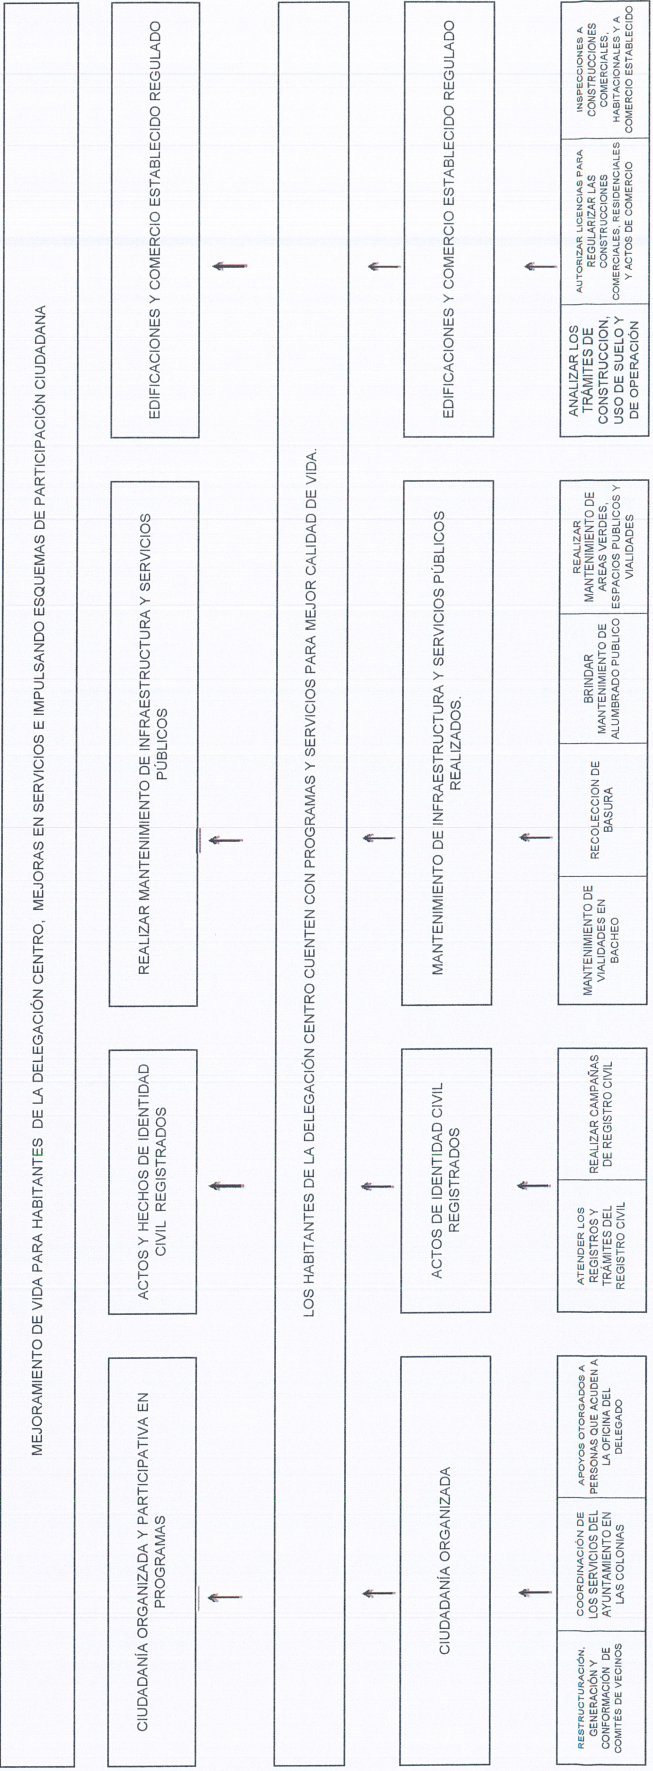 MEJORAMIENTO DE VIDA PARA HABITANTES DE LA DELEGACIÓN CENTRO, MEJORAS EN SERVICIOS E IMPULSANDO ESQUEMAS DE PARTICIPACIÓN CIUDADANA
CIUDADANÍA ORGANIZADA Y PARTICIPATIVA EN
PROGRAMAS
ACTOS Y HECHOS DE IDENTIDAD
CIVIL REGISTRADOS
REALIZAR MANTENIMIENTO DE INFRAESTRUCTURA Y SERVICIOS
PÚBLICOS
EDIFICACIONES Y COMERCIO ESTABLECIDO REGULADO
LOS HABITANTES DE LA DELEGACIÓN CENTRO CUENTEN CON PROGRAMAS Y SERVICIOS PARA MEJOR CALIDAD DE VIDA.
CIUDADANÍA ORGANIZADA
ACTOS DE IDENTIDAD CIVIL
REGISTRADOS
MANTENIMIENTO DE INFRAESTRUCTURA Y SERVICIOS PÚBLICOS
REALIZADOS.
EDIFICACIONES Y COMERCIO ESTABLECIDO REGULADO
RESTRUCTURACIÓN,
GENERACIÓN Y
CONFORMACIÓN DE
COMITÉS DE VECINOS
COORDINACIÓN DE
LOS SERVICIOS DEL
AYUNTAMIENTO EN
LAS COLONIAS
APOYOS OTORGADOS A
PERSONAS QUE ACUDEN A
LA OFICINA DEL
DELEGADO
ATENDER LOS
REGISTROS Y
TRÁMITES DEL
REGISTRO CIVIL
REALIZAR CAMPAÑAS
DE REGISTRO CIVIL
MANTENIMIENTO DE
VIALIDADES EN
BACHEO
RECOLECCION DE
BASURA
BRINDAR
MANTENIMIENTO DE
ALUMBRADO PUBLICO
REALIZAR
MANTENIMIENTO DE
AREAS VERDES,
ESPACIOS PUBLICOS Y
VIALIDADES
ANALIZAR LOS
TRÁMITES DE
CONSTRUCCION,
USO DE SUELO Y
DE OPERACIÓN
AUTORIZAR LICENCIAS PARA
REGULARIZAR LAS
CONSTRUCCIONES
COMERCIALES, RESIDENCIALES
Y ACTOS DE COMERCIO
INSPECCIONES A
CONSTRUCCIONES
COMERCIALES,
HABITACIONALES Y A
COMERCIO ESTABLECIDO